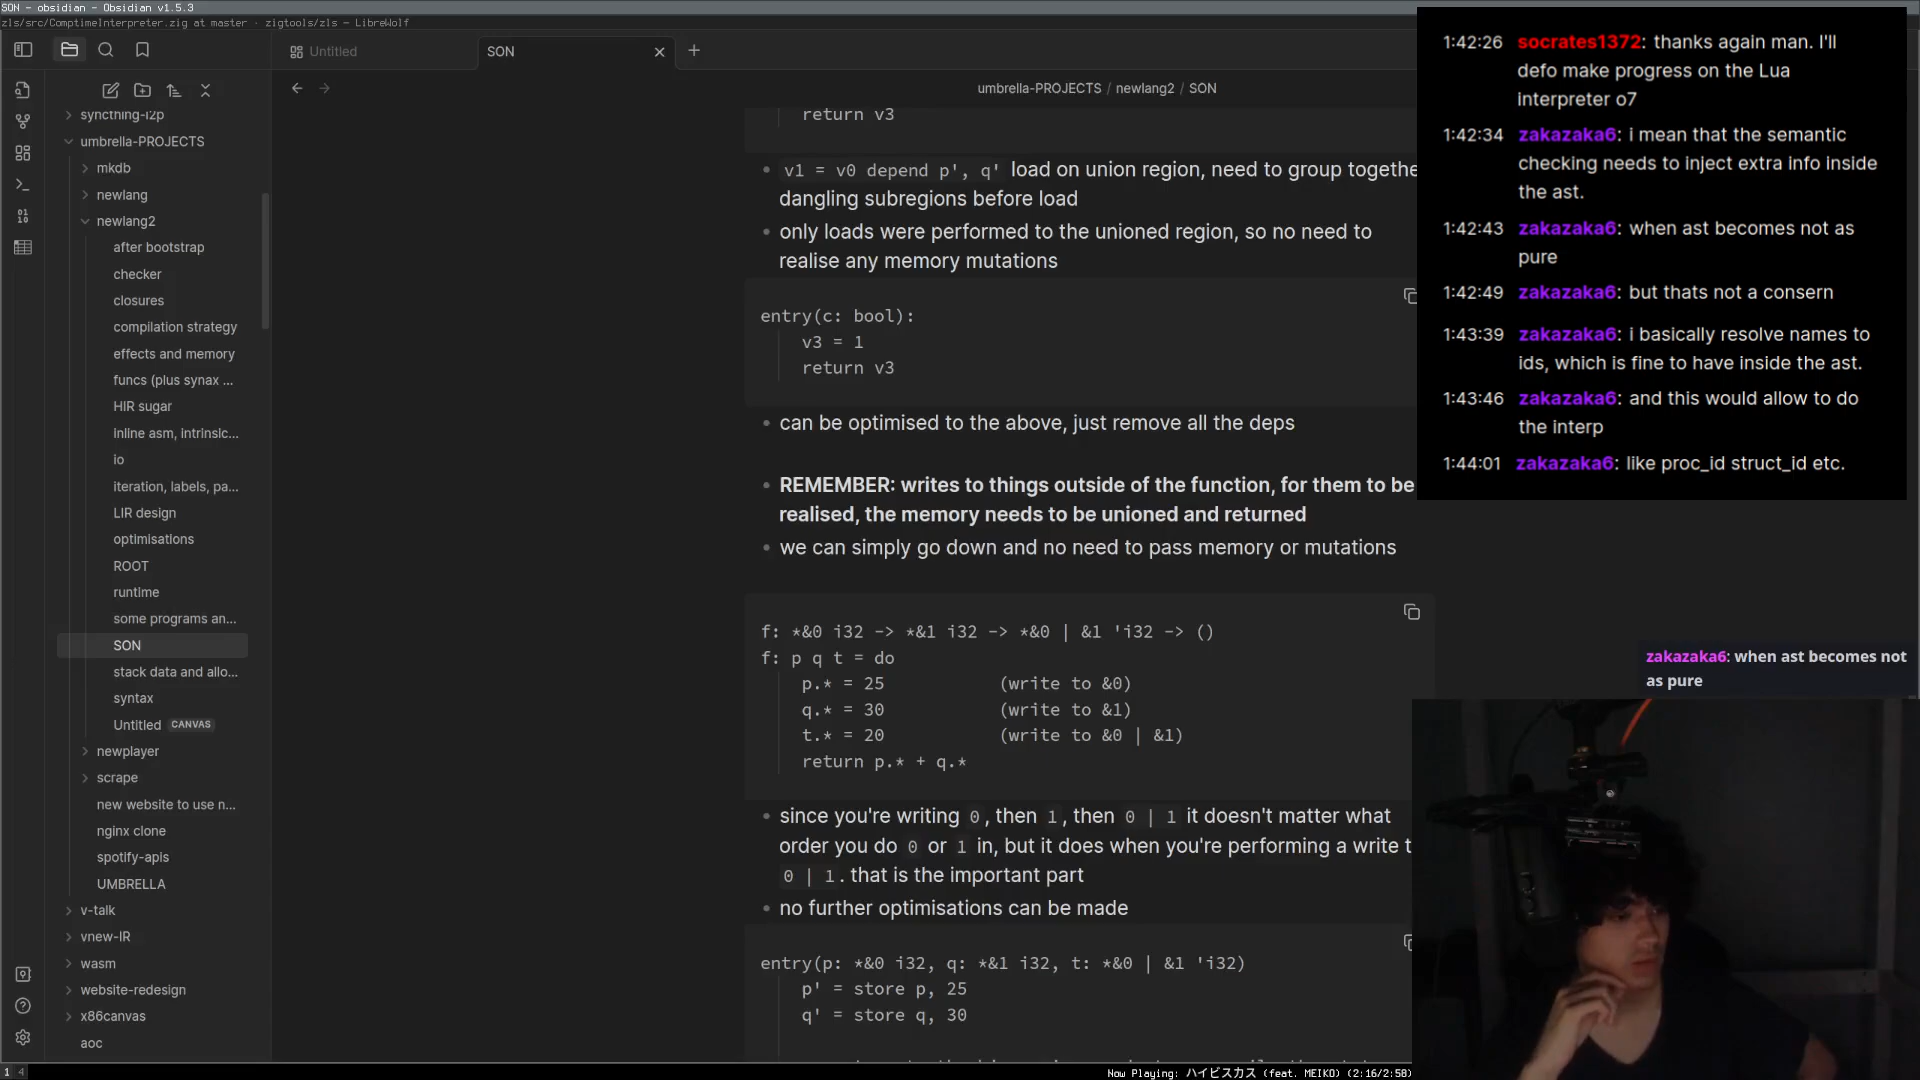 SON - obsidian - Obsidian v1.5.3
zls/src/ComptimeInterpreter.zig at master · zigtools/zls — LibreWolf
Untitled
SON
umbrella-PROJECTS / newlang2 / SON
syncthing-i2p
umbrella-PROJECTS
mkdb
newlang
newlang2
after bootstrap
checker
closures
compilation strategy
effects and memory
funcs (plus synax ...
HIR sugar
inline asm, intrinsic...
io
iteration, labels, pa...
LIR design
optimisations
ROOT
runtime
some programs an...
SON
stack data and allo...
syntax
Untitled CANVAS
newplayer
scrape
new website to use n...
nginx clone
spotify-apls
UMBRELLA
v-talk
vnew-IR
wasm
website-redesign
x86canvas
aoc
return v3
v1 = v0 depend p', q' load on union region, need to group togethe
dangling subregions before load
only loads were performed to the unioned region, so no need to
realise any memory mutations
entry(c: bool):
v3 = 1
return v3
can be optimised to the above, just remove all the deps
REMEMBER: writes to things outside of the function, for them to be
realised, the memory needs to be unioned and returned
we can simply go down and no need to pass memory or mutations
f: *&0 i32 -> *&1 i32 -> *&0 | &1 'i32 -> ()
f: p q t = do
p.* = 25 (write to &0)
q.* = 30 (write to &1)
t.* = 20 (write to &0 | &1)
return p.* + q.*
since you're writing 0, then 1, then 0 | 1 it doesn't matter what
order you do 0 or 1 in, but it does when you're performing a write t
0 | 1. that is the important part
no further optimisations can be made
entry(p: *&0 i32, q: *&1 i32, t: *&0 | &1 'i32)
p' = store p, 25
q' = store q, 30
1:42:26 socrates1372: thanks again man. I'll
defo make progress on the Lua
interpreter o7
1:42:34 zakazaka6: i mean that the semantic
checking needs to inject extra info inside
the ast.
1:42:43 zakazaka6: when ast becomes not as
pure
1:42:49 zakazaka6: but thats not a consern
1:43:39 zakazaka6: i basically resolve names to
ids, which is fine to have inside the ast.
1:43:46 zakazaka6: and this would allow to do
the interp
1:44:01 zakazaka6: like proc_id struct_id etc.
zakazaka6: when ast becomes not
as pure
1 4
Now Playing: ハイビスカス (feat. MEIKO) (2:16/2:58)